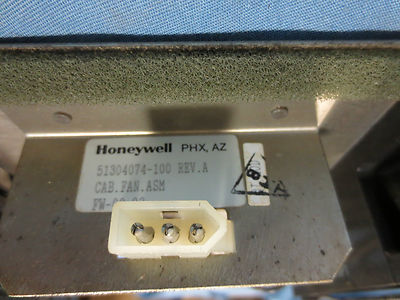 Honeywell PHX, AZ
51304074-100 REV.A
CAB.FAN.ASM
A